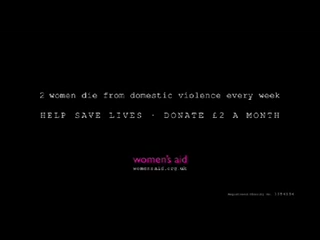 2 women die from domestic violence every week
HELP SAVE LIVES - DONATE £2 A MONTH
women's aid
womensaid.org.uk